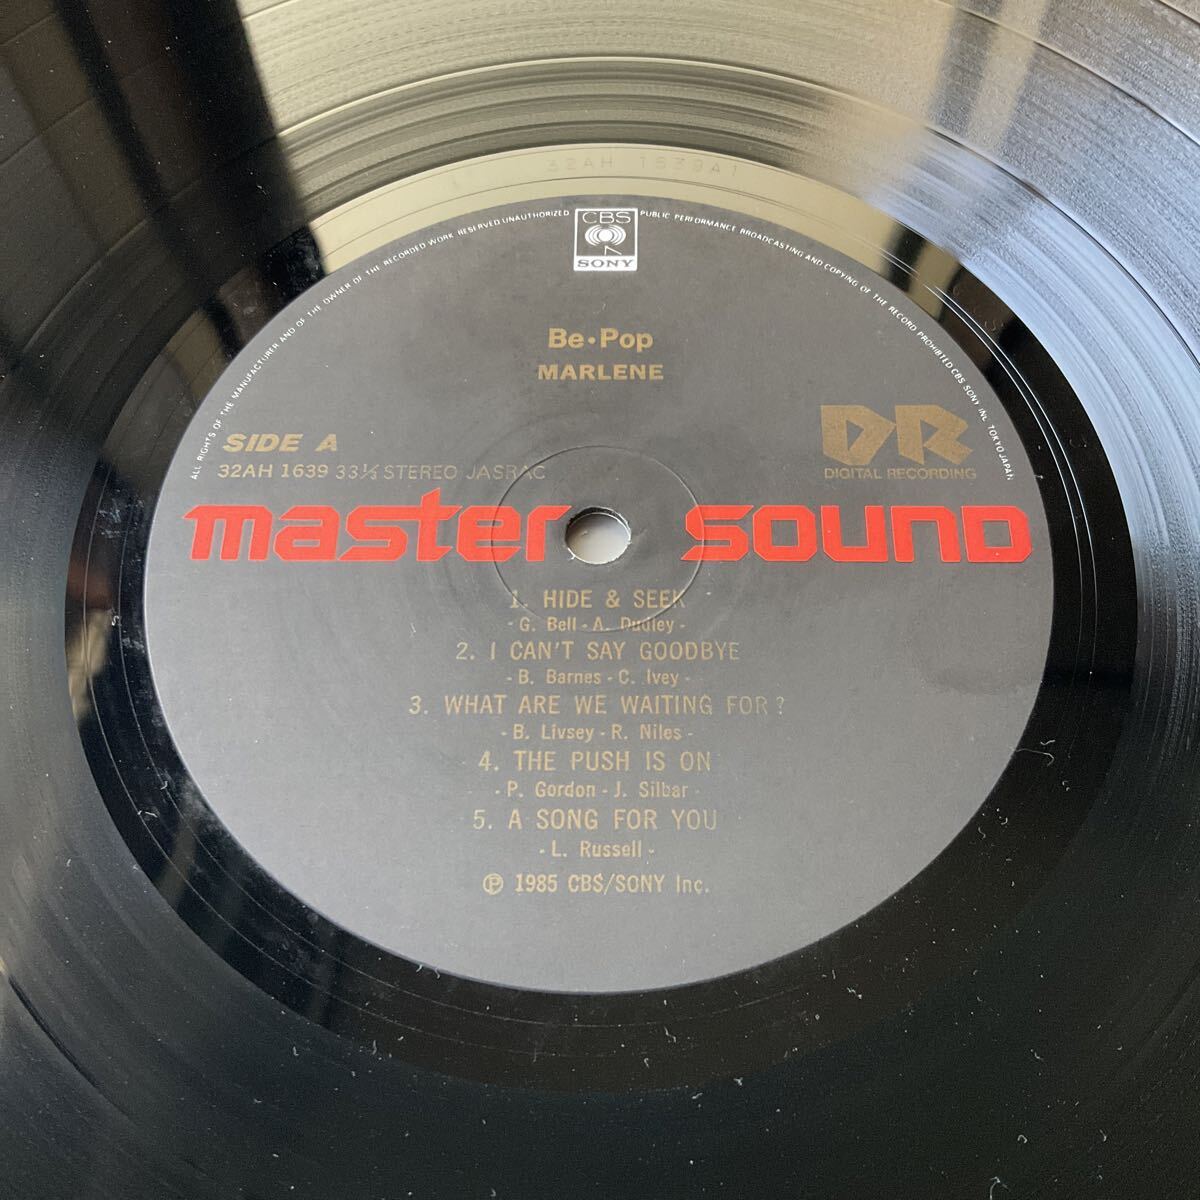 32AH 1639A1
ALL RIGHTS OF THE MANUFACTURER AND OF THE OWNER OF THE RECORDED WORK RESERVED. UNAUTHORIZED PUBLIC PERFORMANCE BROADCASTING AND COPYING OF THE RECORD PROHIBITED CBS SONY INC. TOKYO JAPAN
CBS
SONY
Be•Pop
MARLENE
SIDE A
32AH 1639 33⅓ STEREO JASRAC
DR
DIGITAL RECORDING
master sound
1. HIDE & SEEK
- G. Bell - A. Dudley -
2. I CAN'T SAY GOODBYE
- B. Barnes - C. Ivey -
3. WHAT ARE WE WAITING FOR?
- B. Livsey - R. Niles -
4. THE PUSH IS ON
- P. Gordon - J. Silbar -
5. A SONG FOR YOU
- L. Russell -
℗ 1985 CBS/SONY Inc.